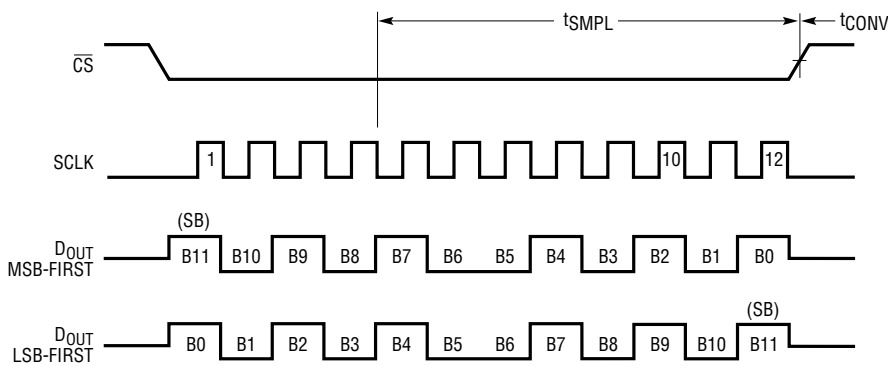 tSMPL tCONV
CS
SCLK 1 10 12
(SB)
DOUT
MSB-FIRST
B11 B10 B9 B8 B7 B6 B5 B4 B3 B2 B1 B0
(SB)
DOUT
LSB-FIRST
B0 B1 B2 B3 B4 B5 B6 B7 B8 B9 B10 B11